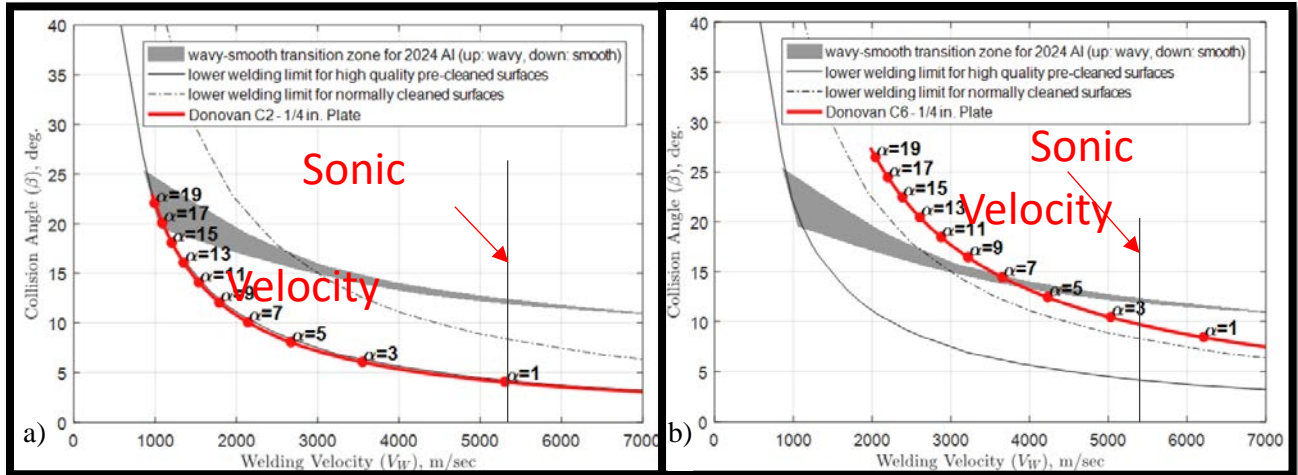 40
35
30
25
20
15
10
5
0
Collision Angle (β), deg.
wavy-smooth transition zone for 2024 Al (up: wavy, down: smooth)
lower welding limit for high quality pre-cleaned surfaces
lower welding limit for normally cleaned surfaces
Donovan C2 - 1/4 in. Plate
Sonic
Velocity
α=19
α=17
α=15
α=13
α=11
α=9
α=7
α=5
α=3
α=1
0 1000 2000 3000 4000 5000 6000 7000
a)
Welding Velocity (V_W), m/sec
40
35
30
25
20
15
10
5
0
Collision Angle (β), deg.
wavy-smooth transition zone for 2024 Al (up: wavy, down: smooth)
lower welding limit for high quality pre-cleaned surfaces
lower welding limit for normally cleaned surfaces
Donovan C6 - 1/4 in. Plate
Sonic
Velocity
α=19
α=17
α=15
α=13
α=11
α=9
α=7
α=5
α=3
α=1
0 1000 2000 3000 4000 5000 6000 7000
b)
Welding Velocity (V_W), m/sec